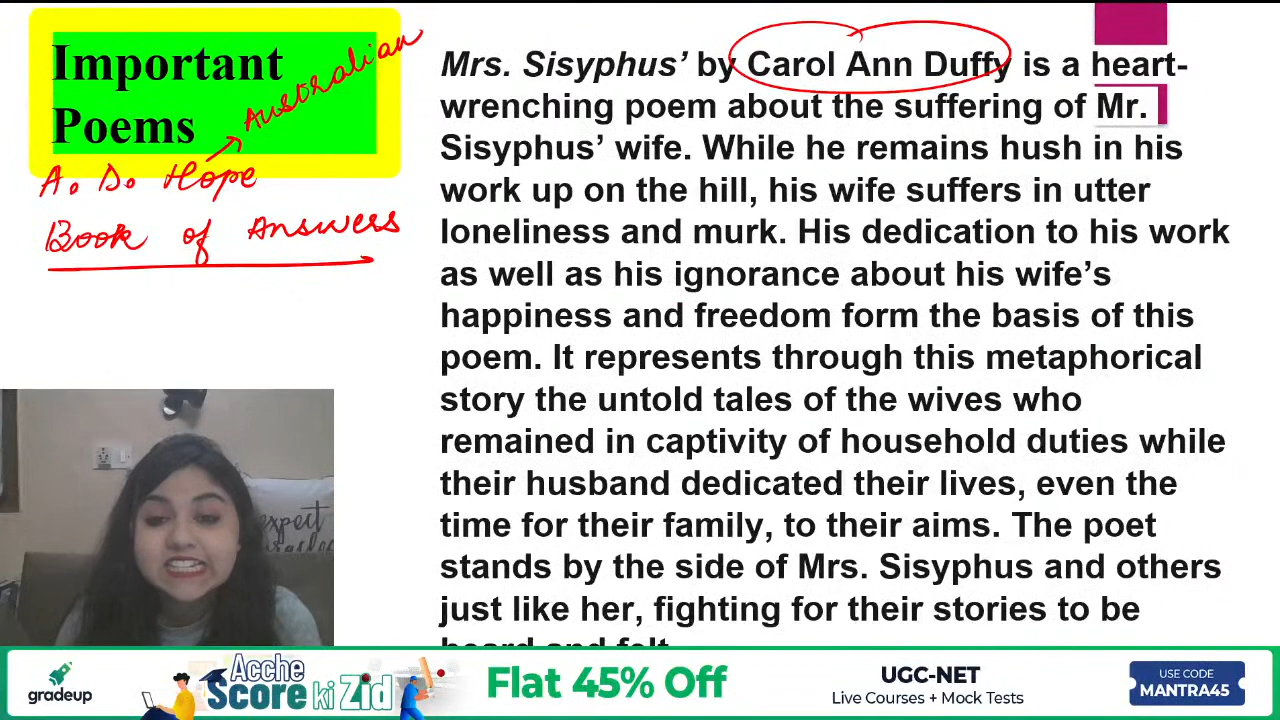 Important
Poems
Australian
A. D. Hope
Book of Answers
Mrs. Sisyphus’ by Carol Ann Duffy is a heart-
wrenching poem about the suffering of Mr.
Sisyphus’ wife. While he remains hush in his
work up on the hill, his wife suffers in utter
loneliness and murk. His dedication to his work
as well as his ignorance about his wife’s
happiness and freedom form the basis of this
poem. It represents through this metaphorical
story the untold tales of the wives who
remained in captivity of household duties while
their husband dedicated their lives, even the
time for their family, to their aims. The poet
stands by the side of Mrs. Sisyphus and others
just like her, fighting for their stories to be
heard and felt.
expect
gradeup
Acche
Score ki Zid
Flat 45% Off
UGC-NET
Live Courses + Mock Tests
USE CODE
MANTRA45